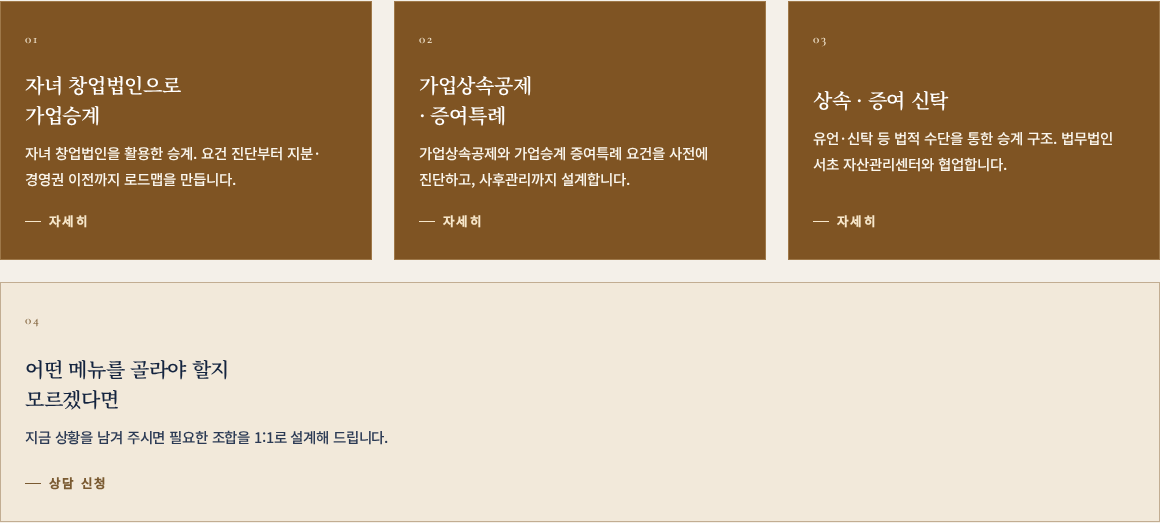 01
자녀 창업법인으로
가업승계
자녀 창업법인을 활용한 승계. 요건 진단부터 지분·
경영권 이전까지 로드맵을 만듭니다.
— 자세히
02
가업상속공제
· 증여특례
가업상속공제와 가업승계 증여특례 요건을 사전에
진단하고, 사후관리까지 설계합니다.
— 자세히
03
상속 · 증여 신탁
유언·신탁 등 법적 수단을 통한 승계 구조. 법무법인
서초 자산관리센터와 협업합니다.
— 자세히
04
어떤 메뉴를 골라야 할지
모르겠다면
지금 상황을 남겨 주시면 필요한 조합을 1:1로 설계해 드립니다.
— 상담 신청